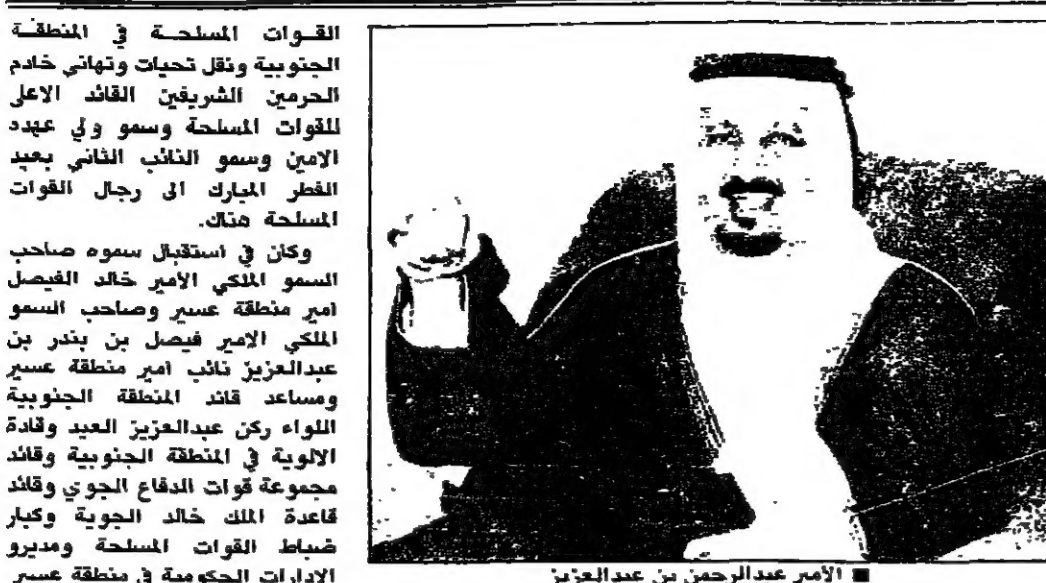 القوات المسلحة في المنطقة
الجنوبية ونقل تحيات وتهاني خادم
الحرمين الشريفين القائد الاعلى
للقوات المسلحة وسمو ولي عهده
الامين وسمو النائب الثاني بعيد
الفطر المبارك الى رجال القوات
المسلحة هناك.
وكان في استقبال سموه صاحب
السمو الملكي الأمير خالد الفيصل
امير منطقة عسير وصاحب السمو
الملكي الامير فيصل بن بندر بن
عبدالعزيز نائب امير منطقة عسير
ومساعد قائد المنطقة الجنوبية
اللواء ركن عبدالعزيز العيد وقادة
الالوية في المنطقة الجنوبية وقائد
مجموعة قوات الدفاع الجوي وقائد
قاعدة الملك خالد الجوية وكبار
ضباط القوات المسلحة ومديرو
الادارات الحكومية في منطقة عسير
■ الأمير عبدالرحمن بن عبدالعزيز